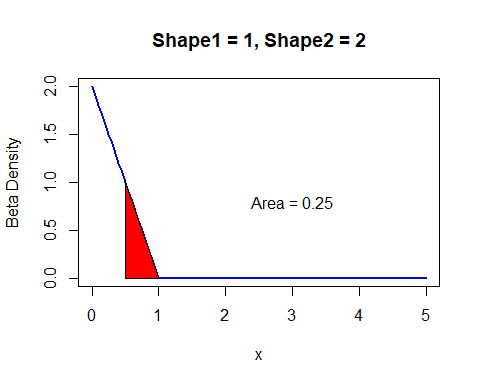 Shape1 = 1, Shape2 = 2
Beta Density
2.0
1.5
1.0
0.5
0.0
Area = 0.25
0 1 2 3 4 5
x